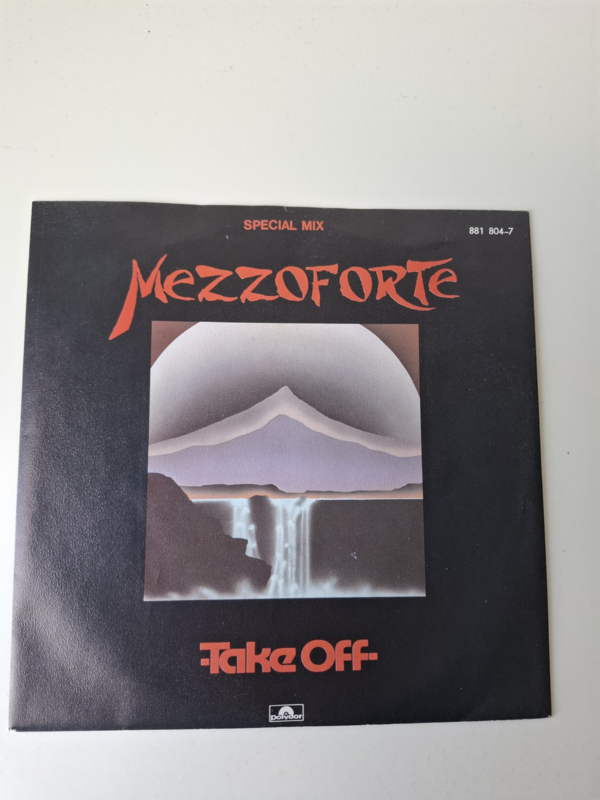 SPECIAL MIX
881 804-7
MEZZOFORTE
-Take Off-
Polydor